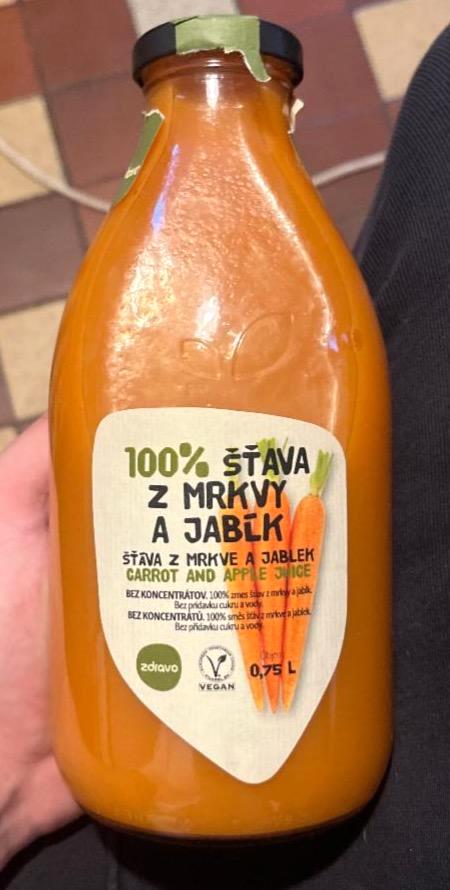 100% ŠŤAVA
Z MRKVY
A JABĹK
ŠŤÁVA Z MRKVE A JABLEK
CARROT AND APPLE JUICE
BEZ KONCENTRÁTOV. 100% zmes štiav z mrkvy a jabĺk.
Bez prídavku cukru a vody.
BEZ KONCENTRÁTŮ. 100% směs šťáv z mrkve a jablek.
Bez přídavku cukru a vody.
zdravo
VEGAN
Objem
0,75 L